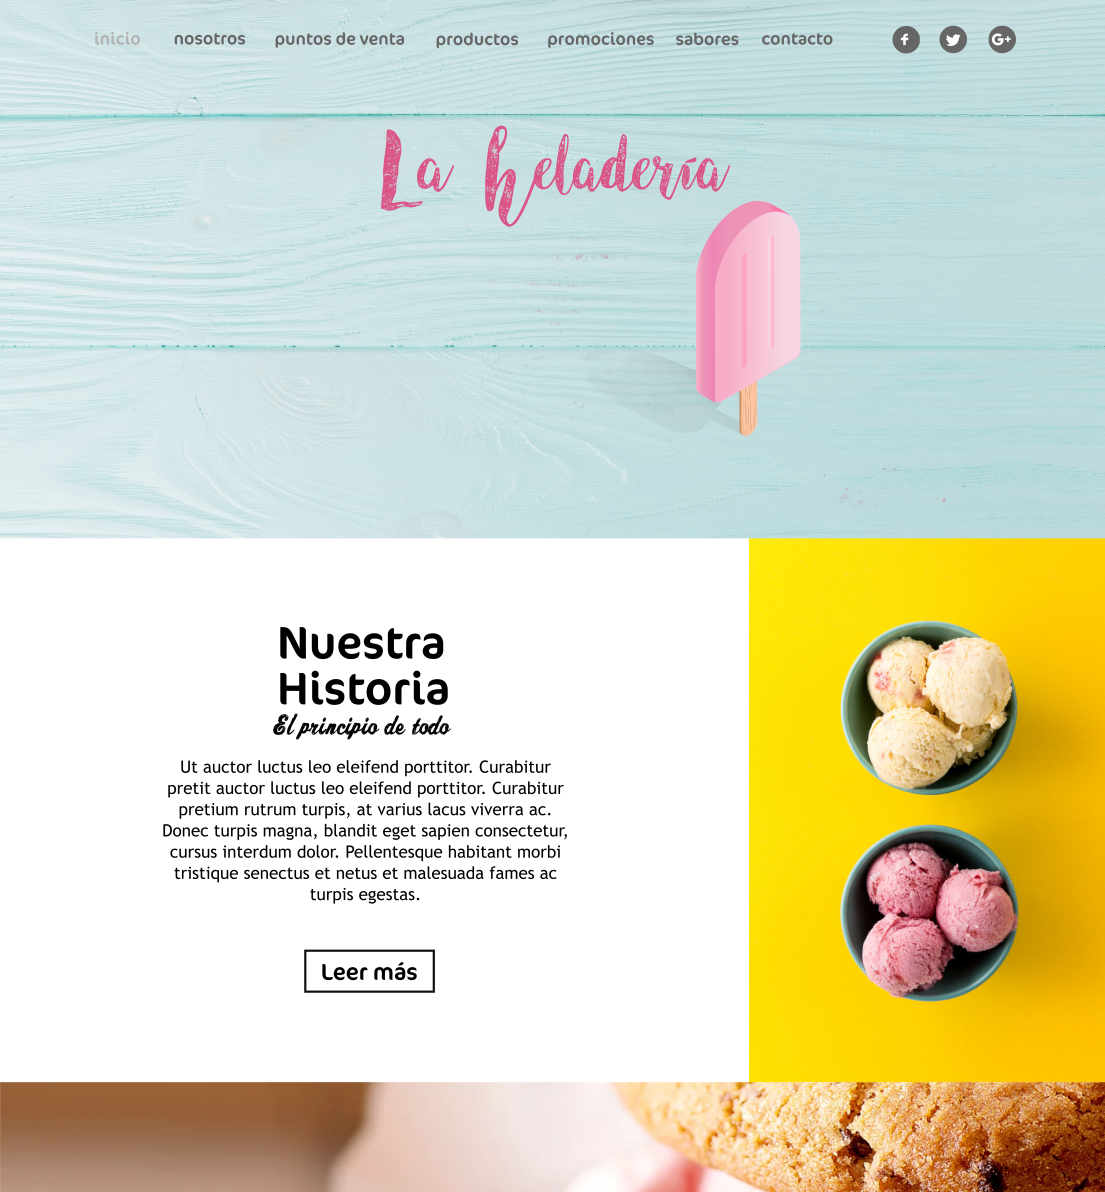 inicio nosotros puntos de venta productos promociones sabores contacto
La heladería
Nuestra
Historia
El principio de todo
Ut auctor luctus leo eleifend porttitor. Curabitur
pretit auctor luctus leo eleifend porttitor. Curabitur
pretium rutrum turpis, at varius lacus viverra ac.
Donec turpis magna, blandit eget sapien consectetur,
cursus interdum dolor. Pellentesque habitant morbi
tristique senectus et netus et malesuada fames ac
turpis egestas.
Leer más